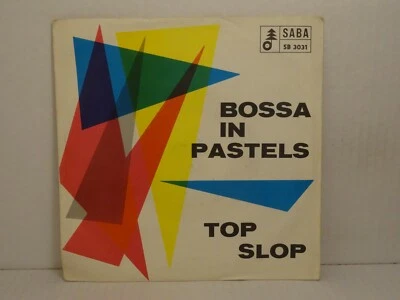 SABA
SB 3031
BOSSA
IN
PASTELS
TOP
SLOP